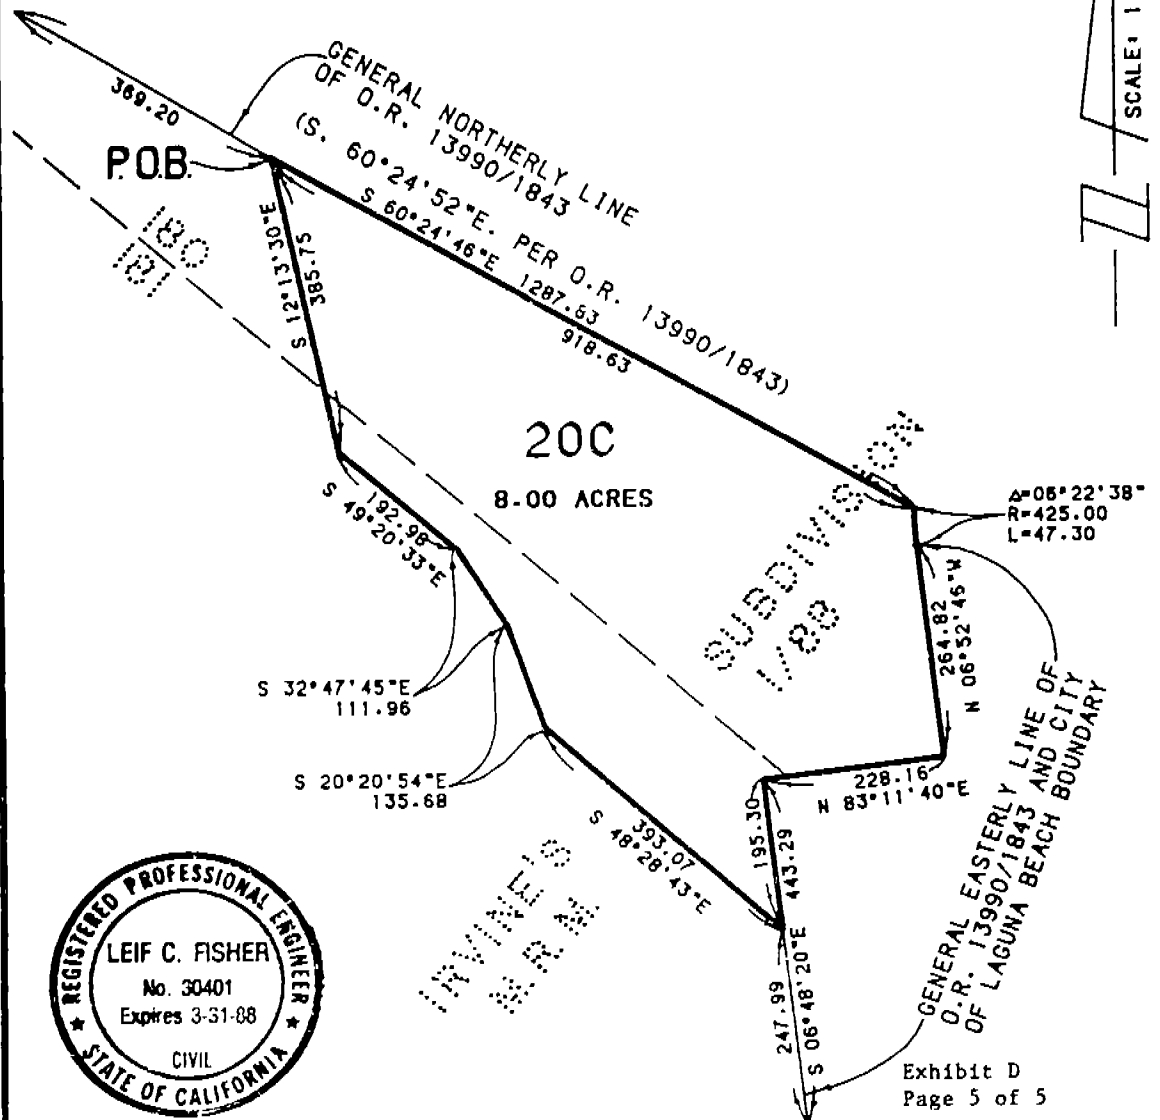 SCALE: 1
369.20
GENERAL NORTHERLY LINE
OF O.R. 13990/1843
(S. 60°24'52"E. PER O.R. 13990/1843)
S 60°24'46"E 1287.83
918.63
P.O.B.
180
181
S 12°13'30"E
385.75
20C
8.00 ACRES
SUBDIVISION
1/88
Δ=06°22'38"
R=425.00
L=47.30
192.98
S 49°20'33"E
264.82
N 06°52'46"W
S 32°47'45"E
111.96
S 20°20'54"E
135.68
228.16
N 83°11'40"E
195.30
443.29
393.07
S 48°28'43"E
IRVINE'S
M.R.M.
247.99
S 06°48'20"E
GENERAL EASTERLY LINE OF
O.R. 13990/1843 AND CITY
OF LAGUNA BEACH BOUNDARY
REGISTERED PROFESSIONAL ENGINEER
LEIF C. FISHER
No. 30401
Expires 3-31-88
CIVIL
STATE OF CALIFORNIA
Exhibit D
Page 5 of 5